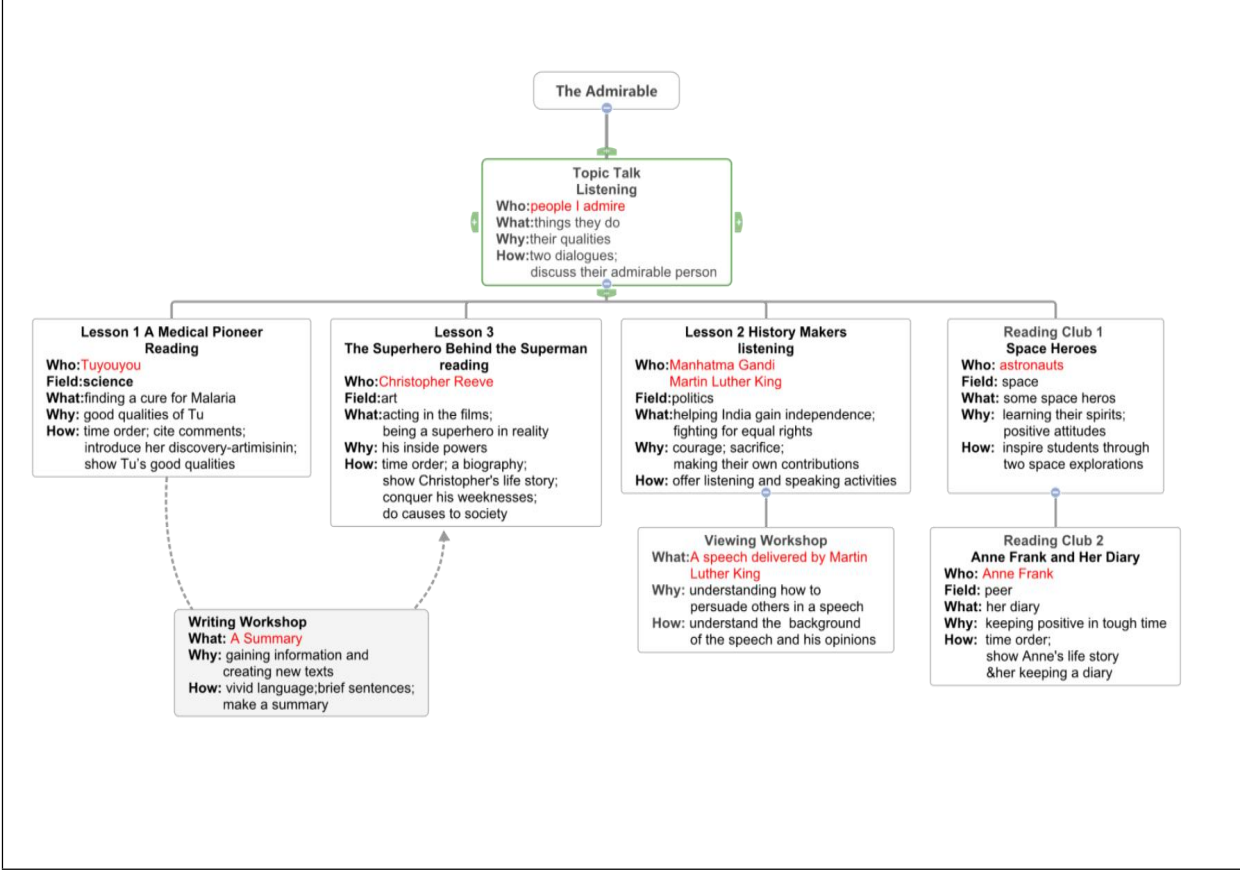 The Admirable
Topic Talk
Listening
Who:people I admire
What:things they do
Why:their qualities
How:two dialogues;
discuss their admirable person
Lesson 1 A Medical Pioneer
Reading
Who:Tuyouyou
Field:science
What:finding a cure for Malaria
Why: good qualities of Tu
How: time order; cite comments;
introduce her discovery-artimisinin;
show Tu's good qualities
Lesson 3
The Superhero Behind the Superman
reading
Who:Christopher Reeve
Field:art
What:acting in the films;
being a superhero in reality
Why: his inside powers
How: time order; a biography;
show Christopher's life story;
conquer his weeknesses;
do causes to society
Lesson 2 History Makers
listening
Who:Manhatma Gandi
Martin Luther King
Field:politics
What:helping India gain independence;
fighting for equal rights
Why: courage; sacrifice;
making their own contributions
How: offer listening and speaking activities
Reading Club 1
Space Heroes
Who: astronauts
Field: space
What: some space heros
Why: learning their spirits;
positive attitudes
How: inspire students through
two space explorations
Viewing Workshop
What:A speech delivered by Martin
Luther King
Why: understanding how to
persuade others in a speech
How: understand the background
of the speech and his opinions
Reading Club 2
Anne Frank and Her Diary
Who: Anne Frank
Field: peer
What: her diary
Why: keeping positive in tough time
How: time order;
show Anne's life story
&her keeping a diary
Writing Workshop
What: A Summary
Why: gaining information and
creating new texts
How: vivid language;brief sentences;
make a summary